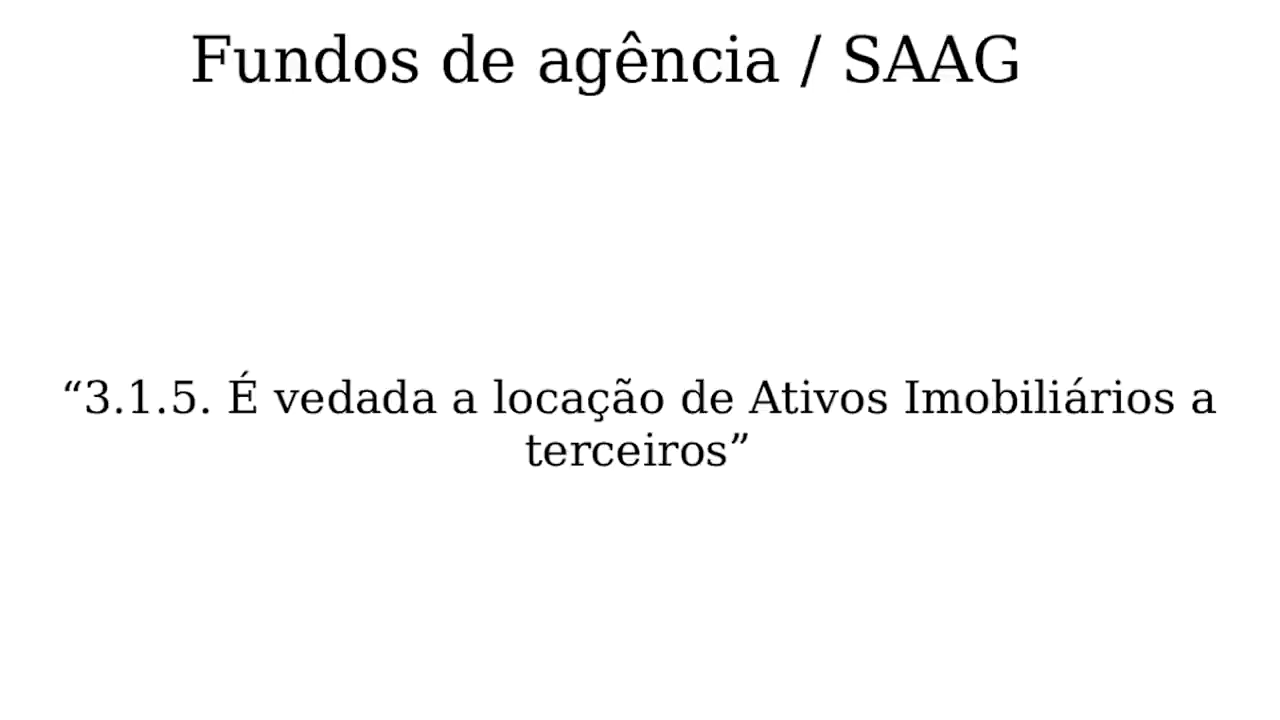 Fundos de agência / SAAG
“3.1.5. É vedada a locação de Ativos Imobiliários a
terceiros”